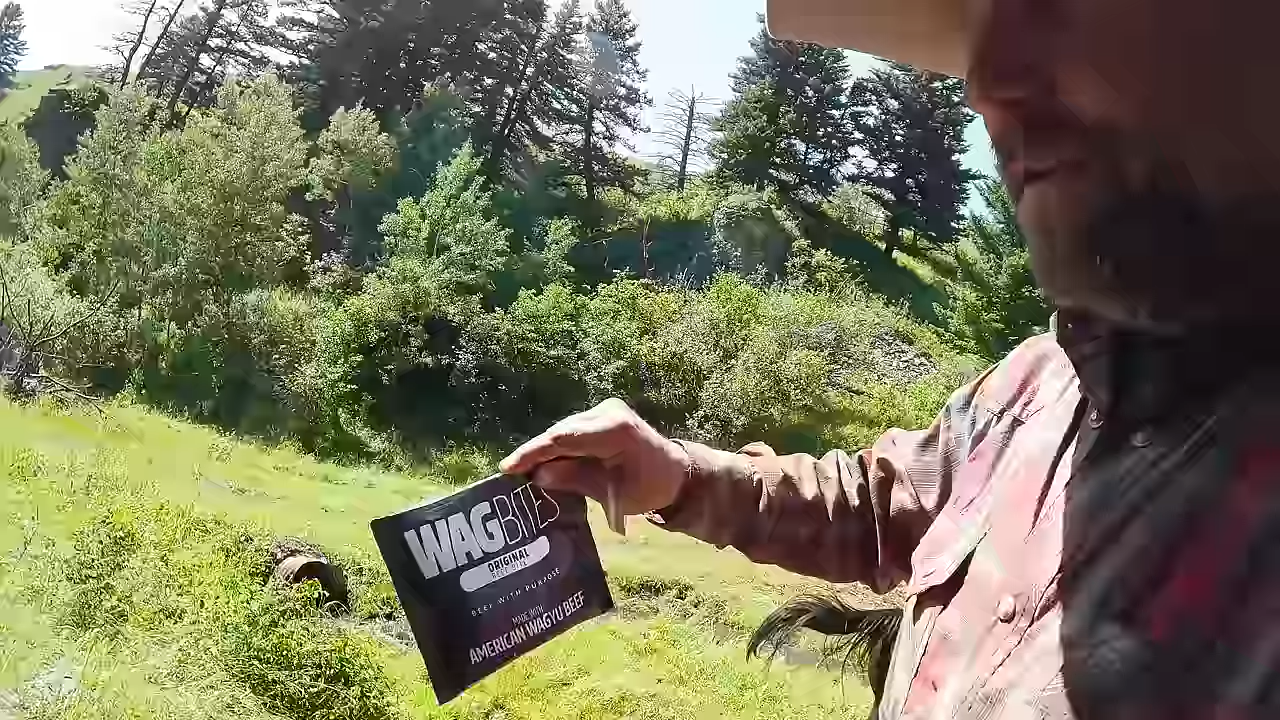 WAGBITES
ORIGINAL
BEEF WITH PURPOSE
MADE WITH
AMERICAN WAGYU BEEF